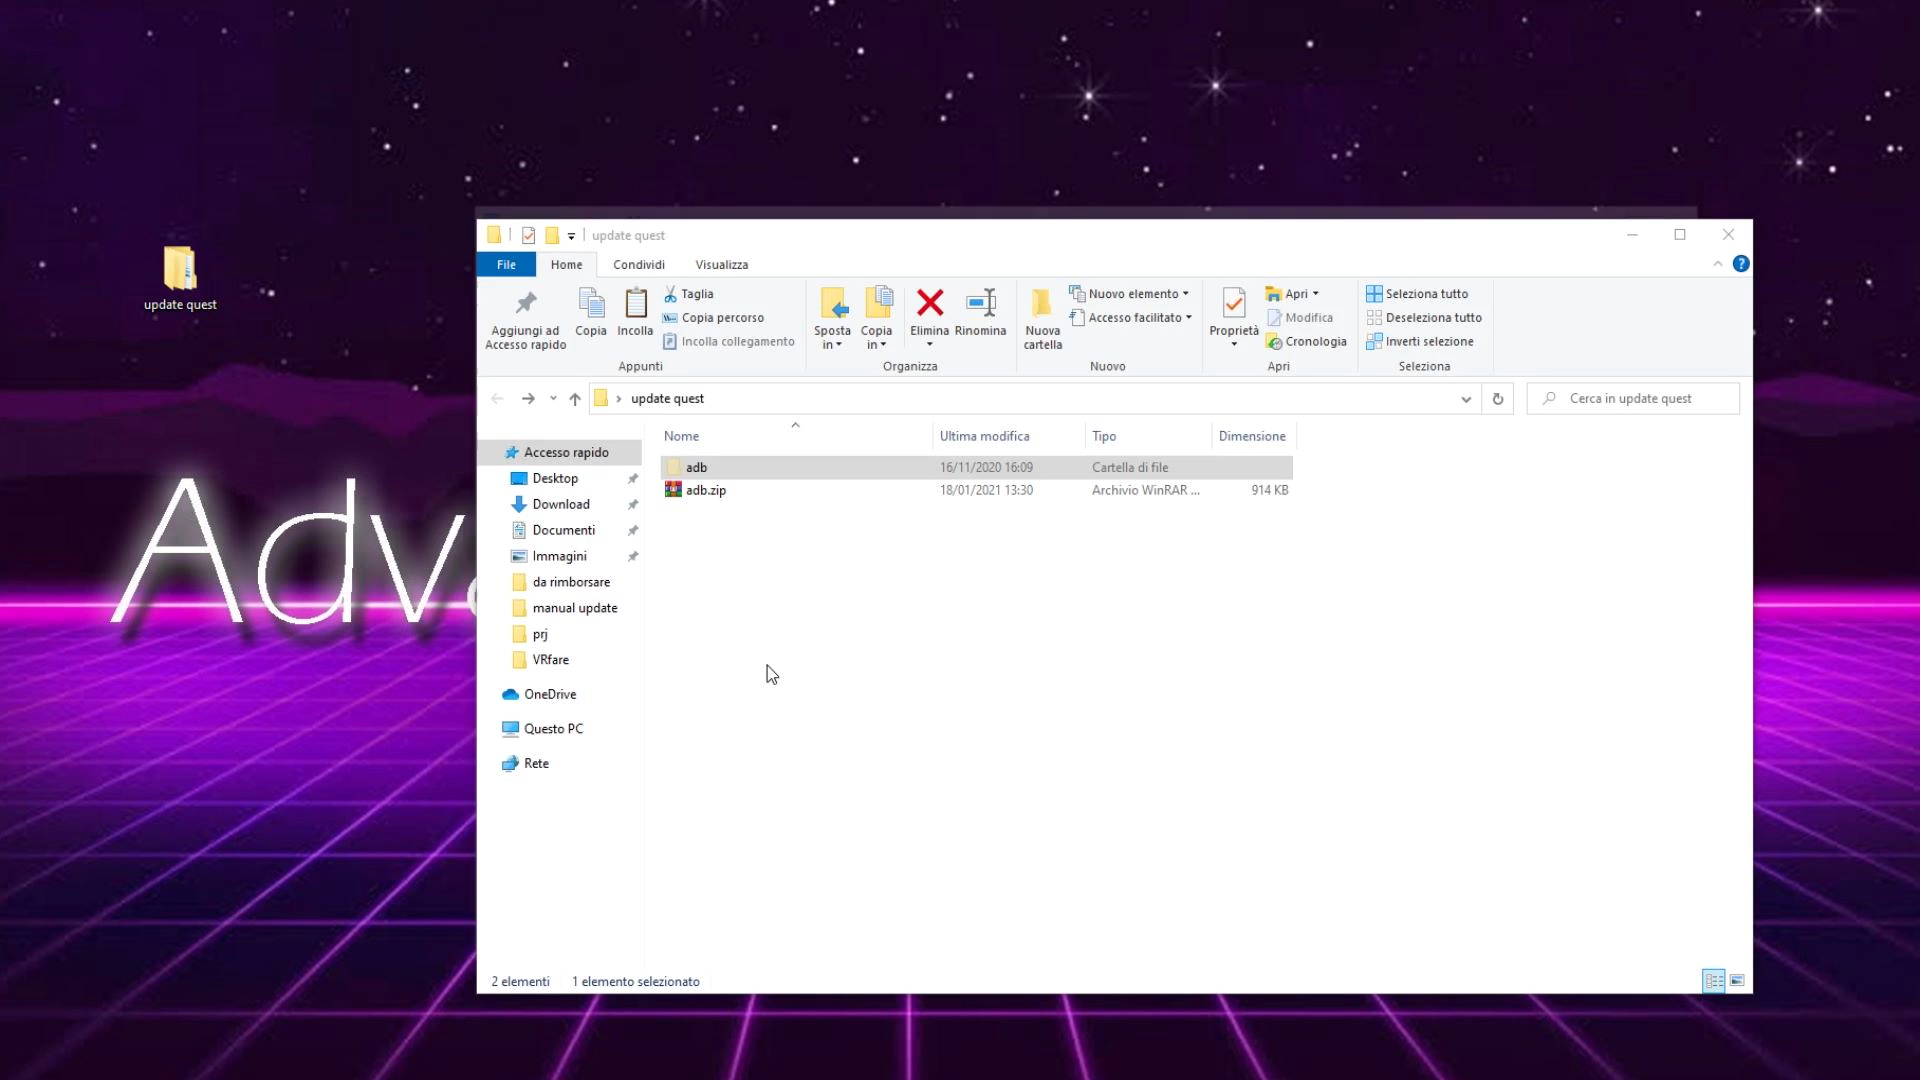 update quest
update quest
File Home Condividi Visualizza
Aggiungi ad Accesso rapido
Copia
Incolla
Taglia
Copia percorso
Incolla collegamento
Appunti
Sposta in
Copia in
Elimina
Rinomina
Organizza
Nuova cartella
Nuovo elemento
Accesso facilitato
Nuovo
Proprietà
Apri
Modifica
Cronologia
Apri
Seleziona tutto
Deseleziona tutto
Inverti selezione
Seleziona
update quest
Cerca in update quest
Nome Ultima modifica Tipo Dimensione
adb 16/11/2020 16:09 Cartella di file
adb.zip 18/01/2021 13:30 Archivio WinRAR ... 914 KB
Accesso rapido
Desktop
Download
Documenti
Immagini
da rimborsare
manual update
prj
VRfare
OneDrive
Questo PC
Rete
Adv
2 elementi 1 elemento selezionato